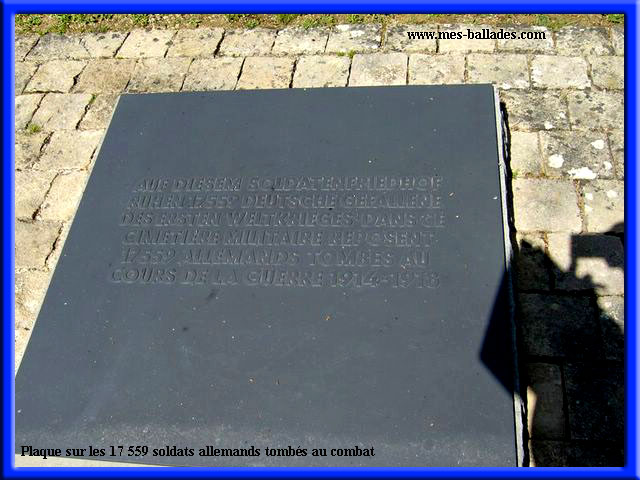 www.mes-ballades.com
AUF DIESEM SOLDATENFRIEDHOF
RUHEN 17559 DEUTSCHE GEFALLENE
DES ERSTEN WELTKRIEGES·DANS CE
CIMETIÈRE MILITAIRE REPOSENT
17559 ALLEMANDS TOMBÉS AU
COURS DE LA GUERRE 1914-1918
Plaque sur les 17 559 soldats allemands tombés au combat